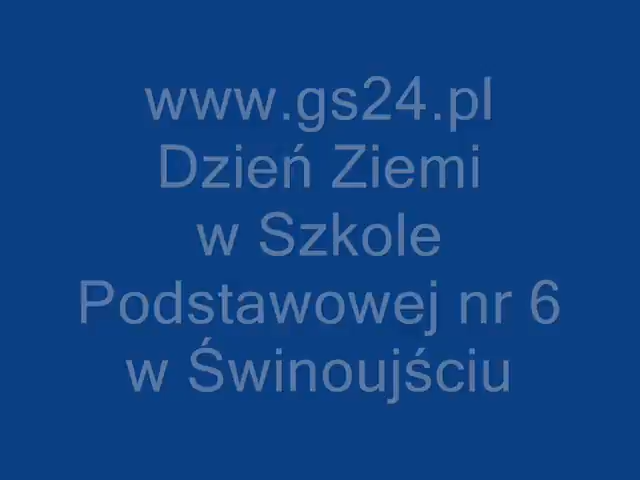 www.gs24.pl
Dzień Ziemi
w Szkole
Podstawowej nr 6
w Świnoujściu